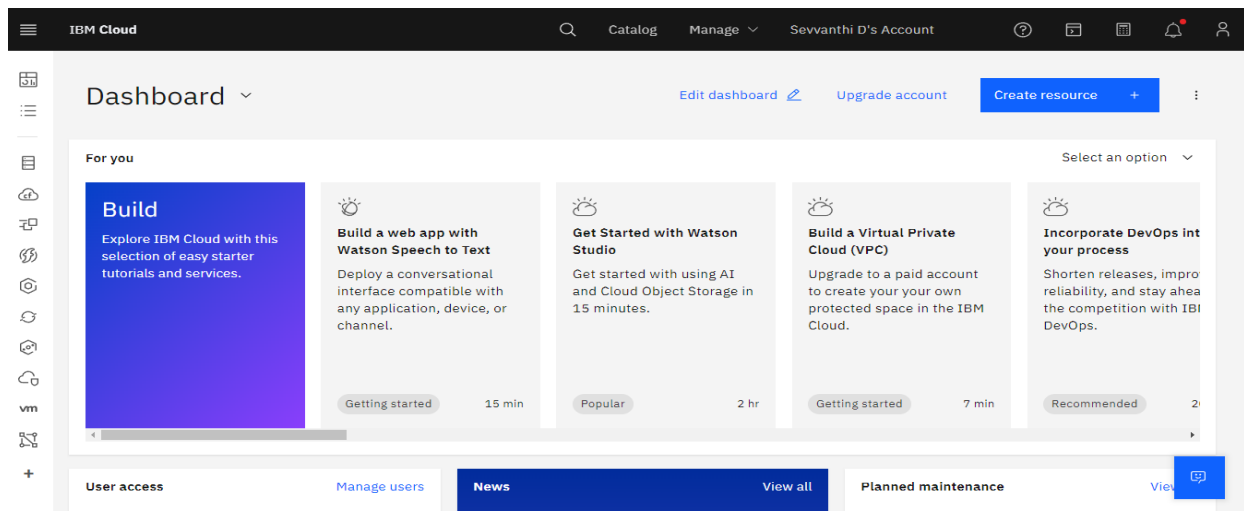 IBM Cloud
Catalog
Manage
Sevvanthi D's Account
Dashboard
Edit dashboard
Upgrade account
Create resource +
For you
Select an option
Build
Explore IBM Cloud with this
selection of easy starter
tutorials and services.
Build a web app with
Watson Speech to Text
Deploy a conversational
interface compatible with
any application, device, or
channel.
Getting started
15 min
Get Started with Watson
Studio
Get started with using AI
and Cloud Object Storage in
15 minutes.
Popular
2 hr
Build a Virtual Private
Cloud (VPC)
Upgrade to a paid account
to create your your own
protected space in the IBM
Cloud.
Getting started
7 min
Incorporate DevOps int
your process
Shorten releases, impro
reliability, and stay ahea
the competition with IB
DevOps.
Recommended
2
cf
vm
User access
Manage users
News
View all
Planned maintenance
Vie